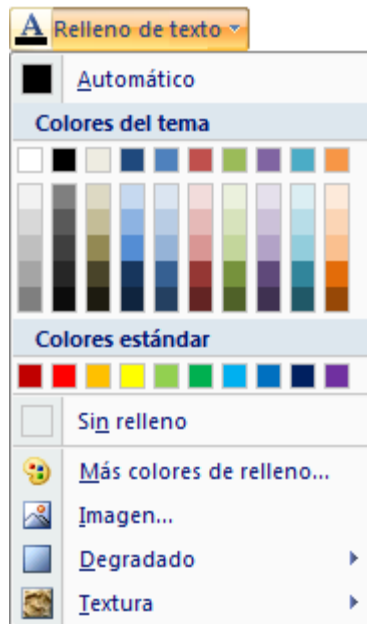 A Relleno de texto
Automático
Colores del tema
Colores estándar
Sin relleno
Más colores de relleno...
Imagen...
Degradado
Textura